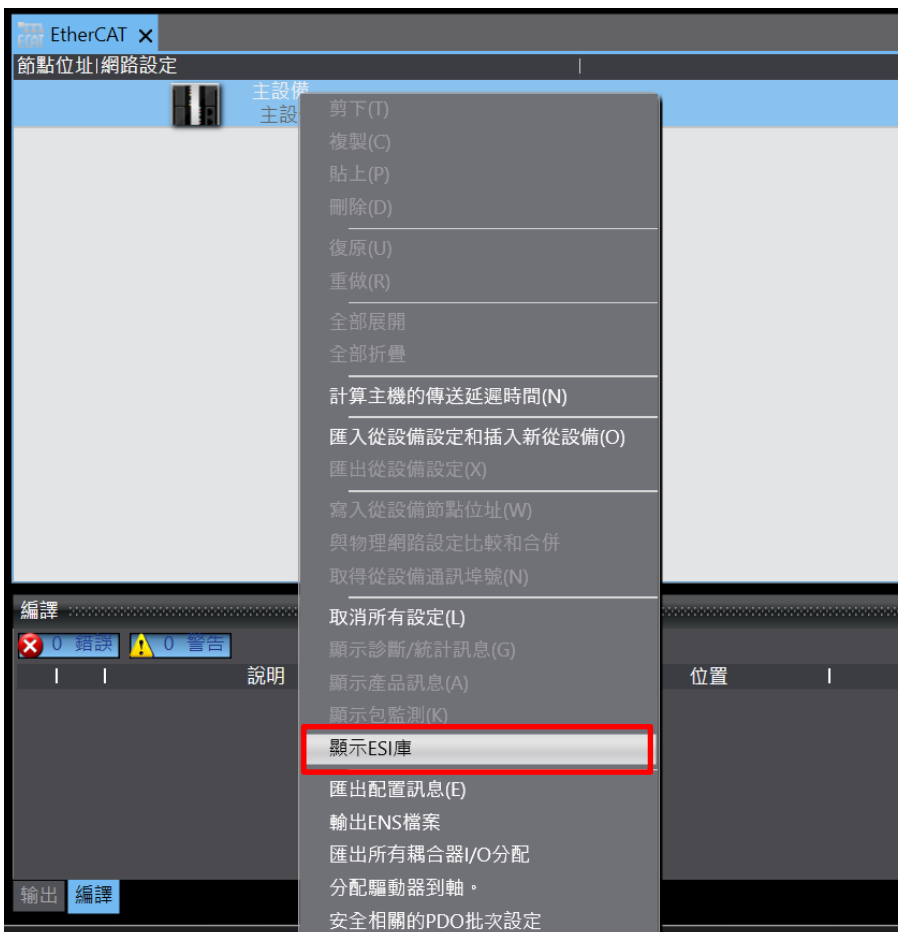 EtherCAT
節點位址|網路設定
主設備
主設
剪下(T)
複製(C)
貼上(P)
刪除(D)
復原(U)
重做(R)
全部展開
全部折疊
計算主機的傳送延遲時間(N)
匯入從設備設定和插入新從設備(O)
匯出從設備設定(X)
寫入從設備節點位址(W)
與物理網路設定比較和合併
取得從設備通訊埠號(N)
取消所有設定(L)
顯示診斷/統計訊息(G)
顯示產品訊息(A)
顯示包監測(K)
顯示ESI庫
匯出配置訊息(E)
輸出ENS檔案
匯出所有耦合器I/O分配
分配驅動器到軸。
安全相關的PDO批次設定
編譯
0 錯誤 0 警告
說明 位置
输出 編譯